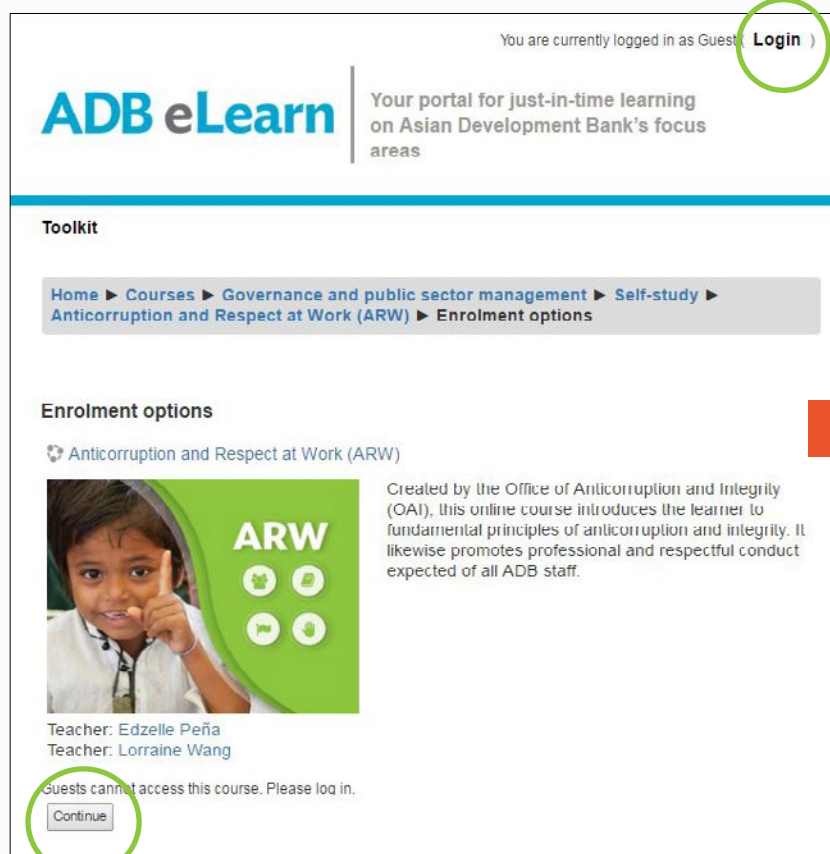 You are currently logged in as Guest ( Login )
ADB eLearn
Your portal for just-in-time learning
on Asian Development Bank's focus
areas
Toolkit
Home ► Courses ► Governance and public sector management ► Self-study ►
Anticorruption and Respect at Work (ARW) ► Enrolment options
Enrolment options
Anticorruption and Respect at Work (ARW)
ARW
Created by the Office of Anticorruption and Integrity
(OAI), this online course introduces the learner to
fundamental principles of anticorruption and integrity. It
likewise promotes professional and respectful conduct
expected of all ADB staff.
Teacher: Edzelle Peña
Teacher: Lorraine Wang
Guests cannot access this course. Please log in.
Continue